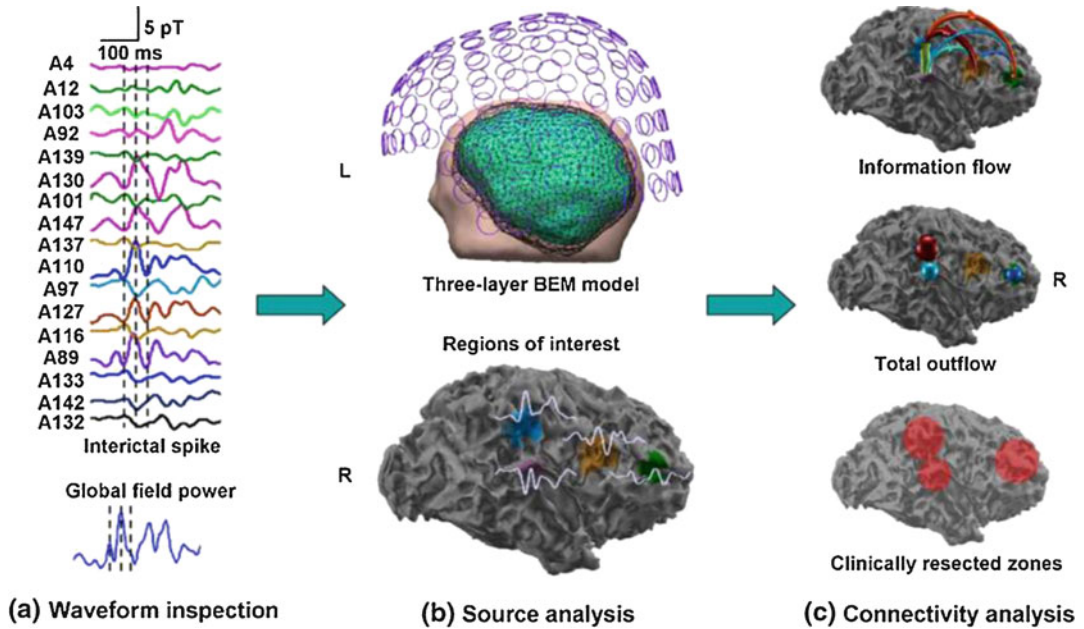 5 pT
100 ms
A4
A12
A103
A92
A139
A130
A101
A147
A137
A110
A97
A127
A116
A89
A133
A142
A132
Interictal spike
Global field power
(a) Waveform inspection
L
Three-layer BEM model
Regions of interest
R
(b) Source analysis
Information flow
R
Total outflow
Clinically resected zones
(c) Connectivity analysis